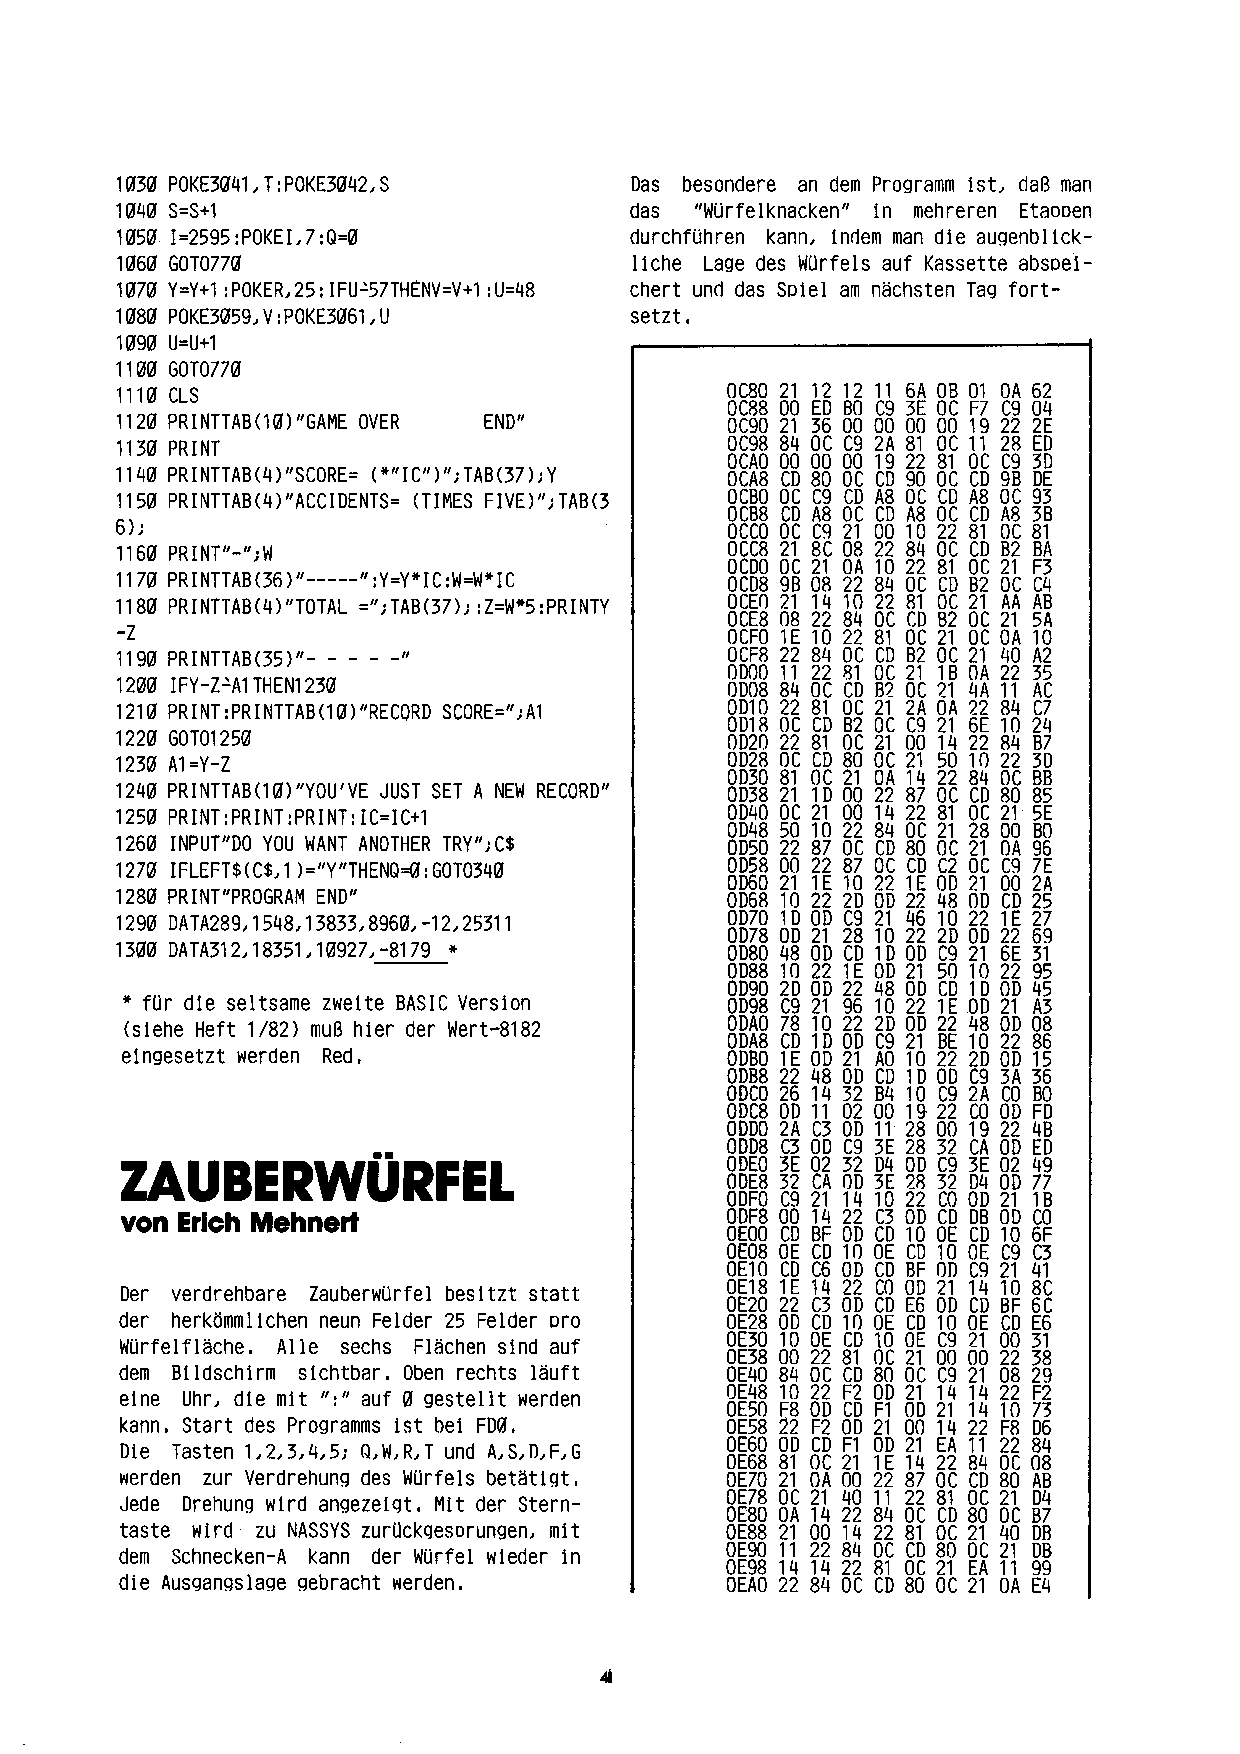 1030 POKE3041,T:POKE3042,S
1040 S=S+1
1050 I=2595:POKEI,7:Q=0
1060 GOTO770
1070 Y=Y+1:POKER,25:IFU=57THENV=V+1:U=48
1080 POKE3059,V:POKE3061,U
1090 U=U+1
1100 GOTO770
1110 CLS
1120 PRINTTAB(10)"GAME OVER      END"
1130 PRINT
1140 PRINTTAB(4)"SCORE= (*"IC")";TAB(37);Y
1150 PRINTTAB(4)"ACCIDENTS= (TIMES FIVE)";TAB(3
6);
1160 PRINT"-";W
1170 PRINTTAB(36)"-----":Y=Y*IC:W=W*IC
1180 PRINTTAB(4)"TOTAL =";TAB(37);:Z=W*5:PRINTY
-Z
1190 PRINTTAB(35)"- - - - -"
1200 IFY-Z>A1THEN1230
1210 PRINT:PRINTTAB(10)"RECORD SCORE=";A1
1220 GOTO1250
1230 A1=Y-Z
1240 PRINTTAB(10)"YOU'VE JUST SET A NEW RECORD"
1250 PRINT:PRINT:PRINT:IC=IC+1
1260 INPUT"DO YOU WANT ANOTHER TRY";C$
1270 IFLEFT$(C$,1)="Y"THENQ=0:GOTO340
1280 PRINT"PROGRAM END"
1290 DATA289,1548,13833,8960,-12,25311
1300 DATA312,18351,10927,-8179 *
* für die seltsame zweite BASIC Version
(siehe Heft 1/82) muß hier der Wert-8182
eingesetzt werden  Red.
ZAUBERWÜRFEL
von Erich Mehnert
Der verdrehbare Zauberwürfel besitzt statt
der herkömmlichen neun Felder 25 Felder pro
Würfelfläche. Alle sechs Flächen sind auf
dem Bildschirm sichtbar. Oben rechts läuft
eine Uhr, die mit ":" auf 0 gestellt werden
kann. Start des Programms ist bei FD0.
Die Tasten 1,2,3,4,5; Q,W,R,T und A,S,D,F,G
werden zur Verdrehung des Würfels betätigt.
Jede Drehung wird angezeigt. Mit der Stern-
taste wird zu NASSYS zurückgesprungen, mit
dem Schnecken-A kann der Würfel wieder in
die Ausgangslage gebracht werden.
Das besondere an dem Programm ist, daß man
das "Würfelknacken" in mehreren Etappen
durchführen kann, indem man die augenblick-
liche Lage des Würfels auf Kassette abspei-
chert und das Spiel am nächsten Tag fort-
setzt.
0C80 21 12 12 11 6A 0B 01 0A 62
0C88 00 ED B0 C9 3E 0C F7 C9 04
0C90 21 36 00 00 00 00 19 22 2E
0C98 84 0C C9 2A 81 0C 11 28 ED
0CA0 00 00 00 19 22 81 0C C9 3D
0CA8 CD 80 0C CD 90 0C CD 9B DE
0CB0 0C C9 CD A8 0C CD A8 0C 93
0CB8 CD A8 0C CD A8 0C CD A8 3B
0CC0 0C C9 21 00 10 22 81 0C 81
0CC8 21 8C 08 22 84 0C CD B2 BA
0CD0 0C 21 0A 10 22 81 0C 21 F3
0CD8 9B 08 22 84 0C CD B2 0C C4
0CE0 21 14 10 22 81 0C 21 AA AB
0CE8 08 22 84 0C CD B2 0C 21 5A
0CF0 1E 10 22 81 0C 21 0C 0A 10
0CF8 22 84 0C CD B2 0C 21 40 A2
0D00 11 22 81 0C 21 1B 0A 22 35
0D08 84 0C CD B2 0C 21 4A 11 AC
0D10 22 81 0C 21 2A 0A 22 84 C7
0D18 0C CD B2 0C C9 21 6E 10 24
0D20 22 81 0C 21 00 14 22 84 B7
0D28 0C CD 80 0C 21 50 10 22 3D
0D30 81 0C 21 0A 14 22 84 0C BB
0D38 21 1D 00 22 87 0C CD 80 85
0D40 0C 21 00 14 22 81 0C 21 5E
0D48 50 10 22 84 0C 21 28 00 B0
0D50 22 87 0C CD 80 0C 21 0A 96
0D58 00 22 87 0C CD C2 0C C9 7E
0D60 21 1E 10 22 1E 0D 21 00 2A
0D68 10 22 2D 0D 22 48 0D CD 25
0D70 1D 0D C9 21 46 10 22 1E 27
0D78 0D 21 28 10 22 2D 0D 22 69
0D80 48 0D CD 1D 0D C9 21 6E 31
0D88 10 22 1E 0D 21 50 10 22 95
0D90 2D 0D 22 48 0D CD 1D 0D 45
0D98 C9 21 96 10 22 1E 0D 21 A3
0DA0 78 10 22 2D 0D 22 48 0D 08
0DA8 CD 1D 0D C9 21 BE 10 22 86
0DB0 1E 0D 21 A0 10 22 2D 0D 15
0DB8 22 48 0D CD 1D 0D C9 3A 36
0DC0 26 14 32 B4 10 C9 2A C0 B0
0DC8 0D 11 02 00 19 22 C0 0D FD
0DD0 2A C3 0D 11 28 00 19 22 4B
0DD8 C3 0D C9 3E 28 32 CA 0D ED
0DE0 3E 02 32 D4 0D C9 3E 02 49
0DE8 32 CA 0D 3E 28 32 D4 0D 77
0DF0 C9 21 14 10 22 C0 0D 21 1B
0DF8 00 14 22 C3 0D CD DB 0D C0
0E00 CD BF 0D CD 10 0E CD 10 6F
0E08 0E CD 10 0E CD 10 0E C9 C3
0E10 CD C6 0D CD BF 0D C9 21 41
0E18 1E 14 22 C0 0D 21 14 10 8C
0E20 22 C3 0D CD E6 0D CD BF 6C
0E28 0D CD 10 0E CD 10 0E CD E6
0E30 10 0E CD 10 0E C9 21 00 31
0E38 00 22 81 0C 21 00 00 22 38
0E40 84 0C CD 80 0C C9 21 08 29
0E48 10 22 F2 0D 21 14 14 22 F2
0E50 F8 0D CD F1 0D 21 14 10 73
0E58 22 F2 0D 21 00 14 22 F8 D6
0E60 0D CD F1 0D 21 EA 11 22 84
0E68 81 0C 21 1E 14 22 84 0C 08
0E70 21 0A 00 22 87 0C CD 80 AB
0E78 0C 21 40 11 22 81 0C 21 D4
0E80 0A 14 22 84 0C CD 80 0C B7
0E88 21 00 14 22 81 0C 21 40 DB
0E90 11 22 84 0C CD 80 0C 21 DB
0E98 14 14 22 81 0C 21 EA 11 99
0EA0 22 84 0C CD 80 0C 21 0A E4
41